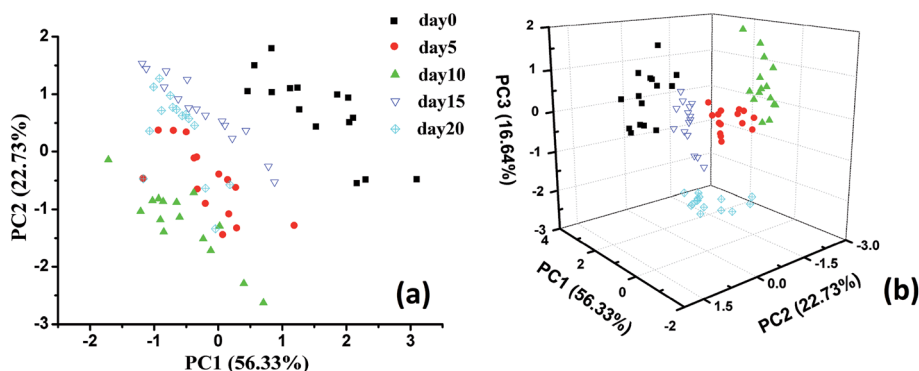 day0
day5
day10
day15
day20
2
1
0
-1
-2
-3
PC2 (22.73%)
-2
-1
0
1
2
3
PC1 (56.33%)
(a)
2
1
0
-1
-2
-3
PC3 (16.64%)
4
2
0
-2
PC1 (56.33%)
1.5
0.0
-1.5
-3.0
PC2 (22.73%)
(b)